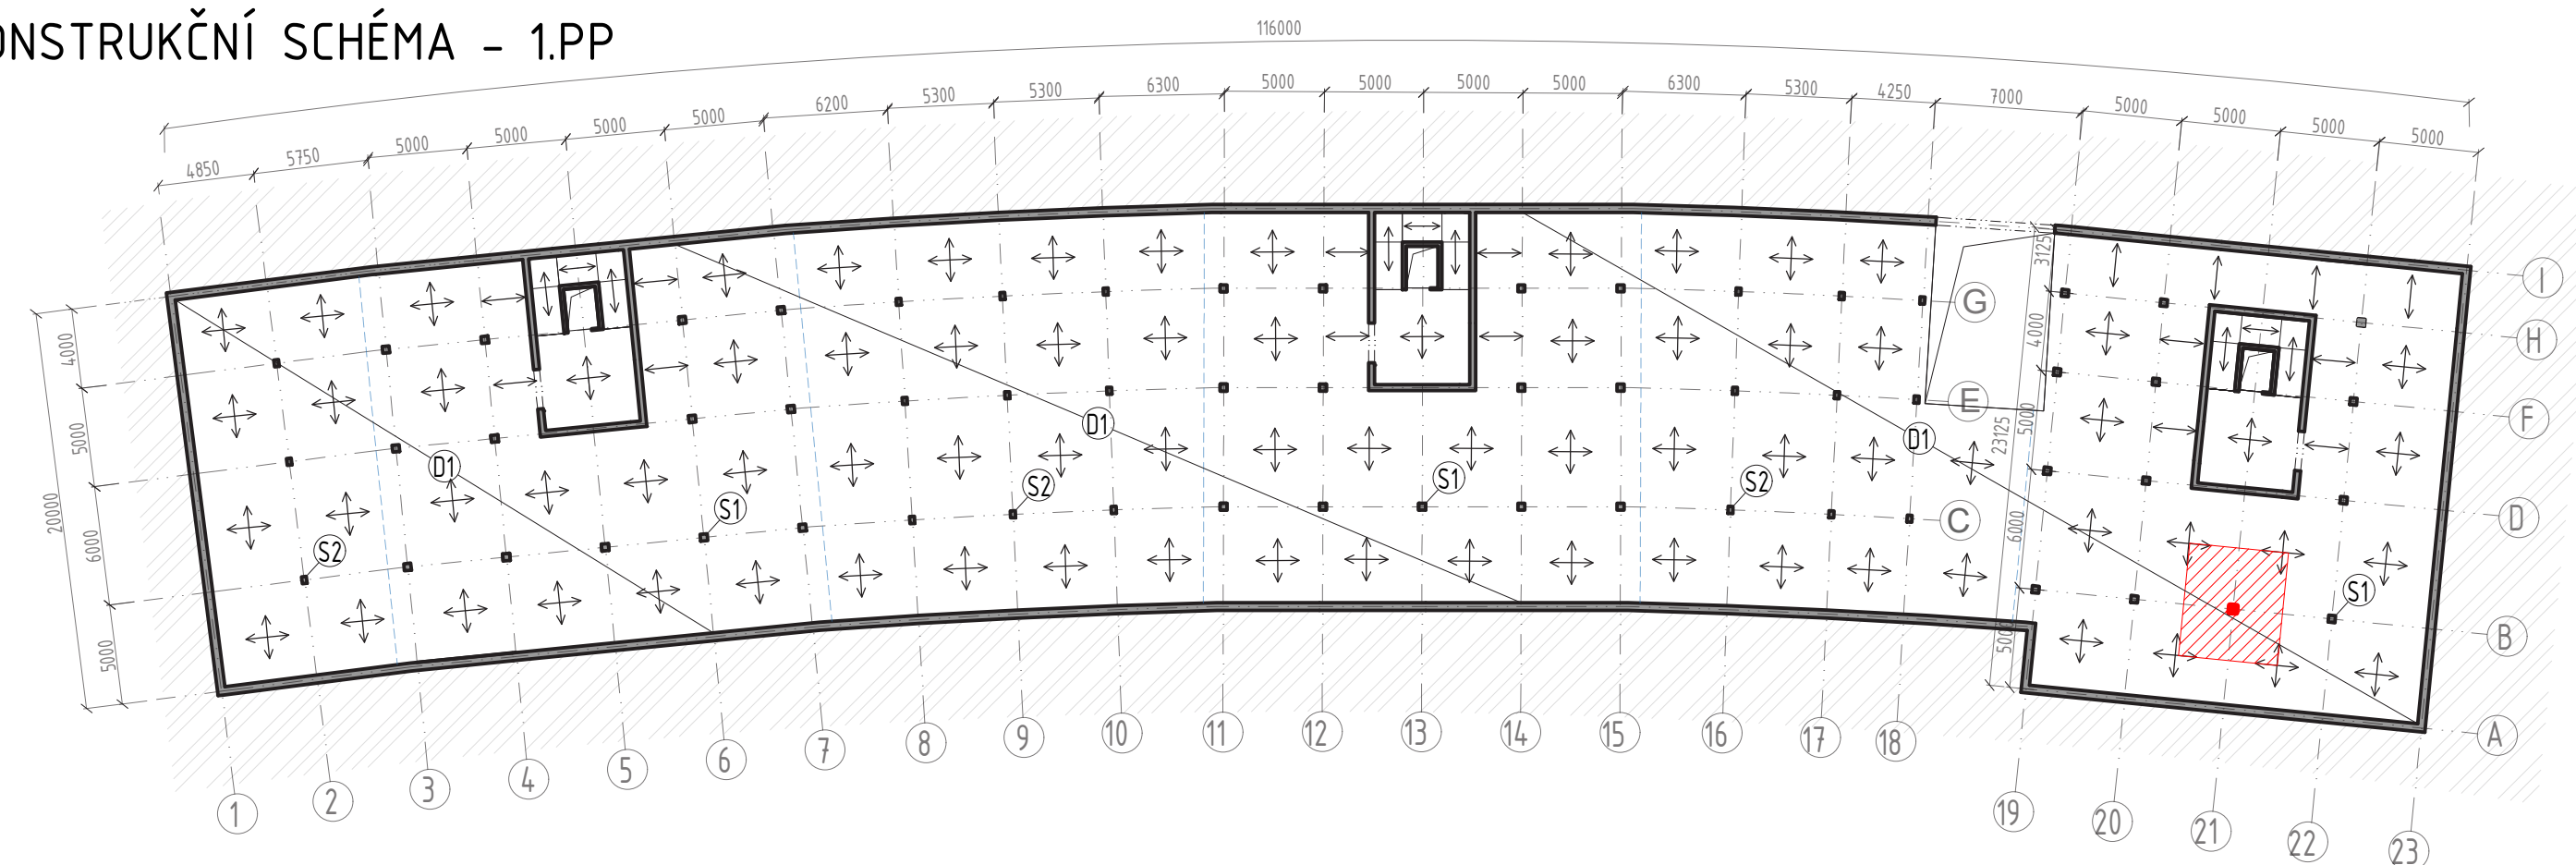 ONSTRUKČNÍ SCHÉMA - 1.PP
116000
4850 5750 5000 5000 5000 5000 6200 5300 5300 6300 5000 5000 5000 5000 6300 5300 4250 7000 5000 5000 5000 5000
20000
4000
5000
6000
5000
3125
4000
5000
23125
6000
5000
D1
D1
D1
S2
S1
S2
S1
S2
S1
G
E
C
I
H
F
D
B
A
1 2 3 4 5 6 7 8 9 10 11 12 13 14 15 16 17 18 19 20 21 22 23